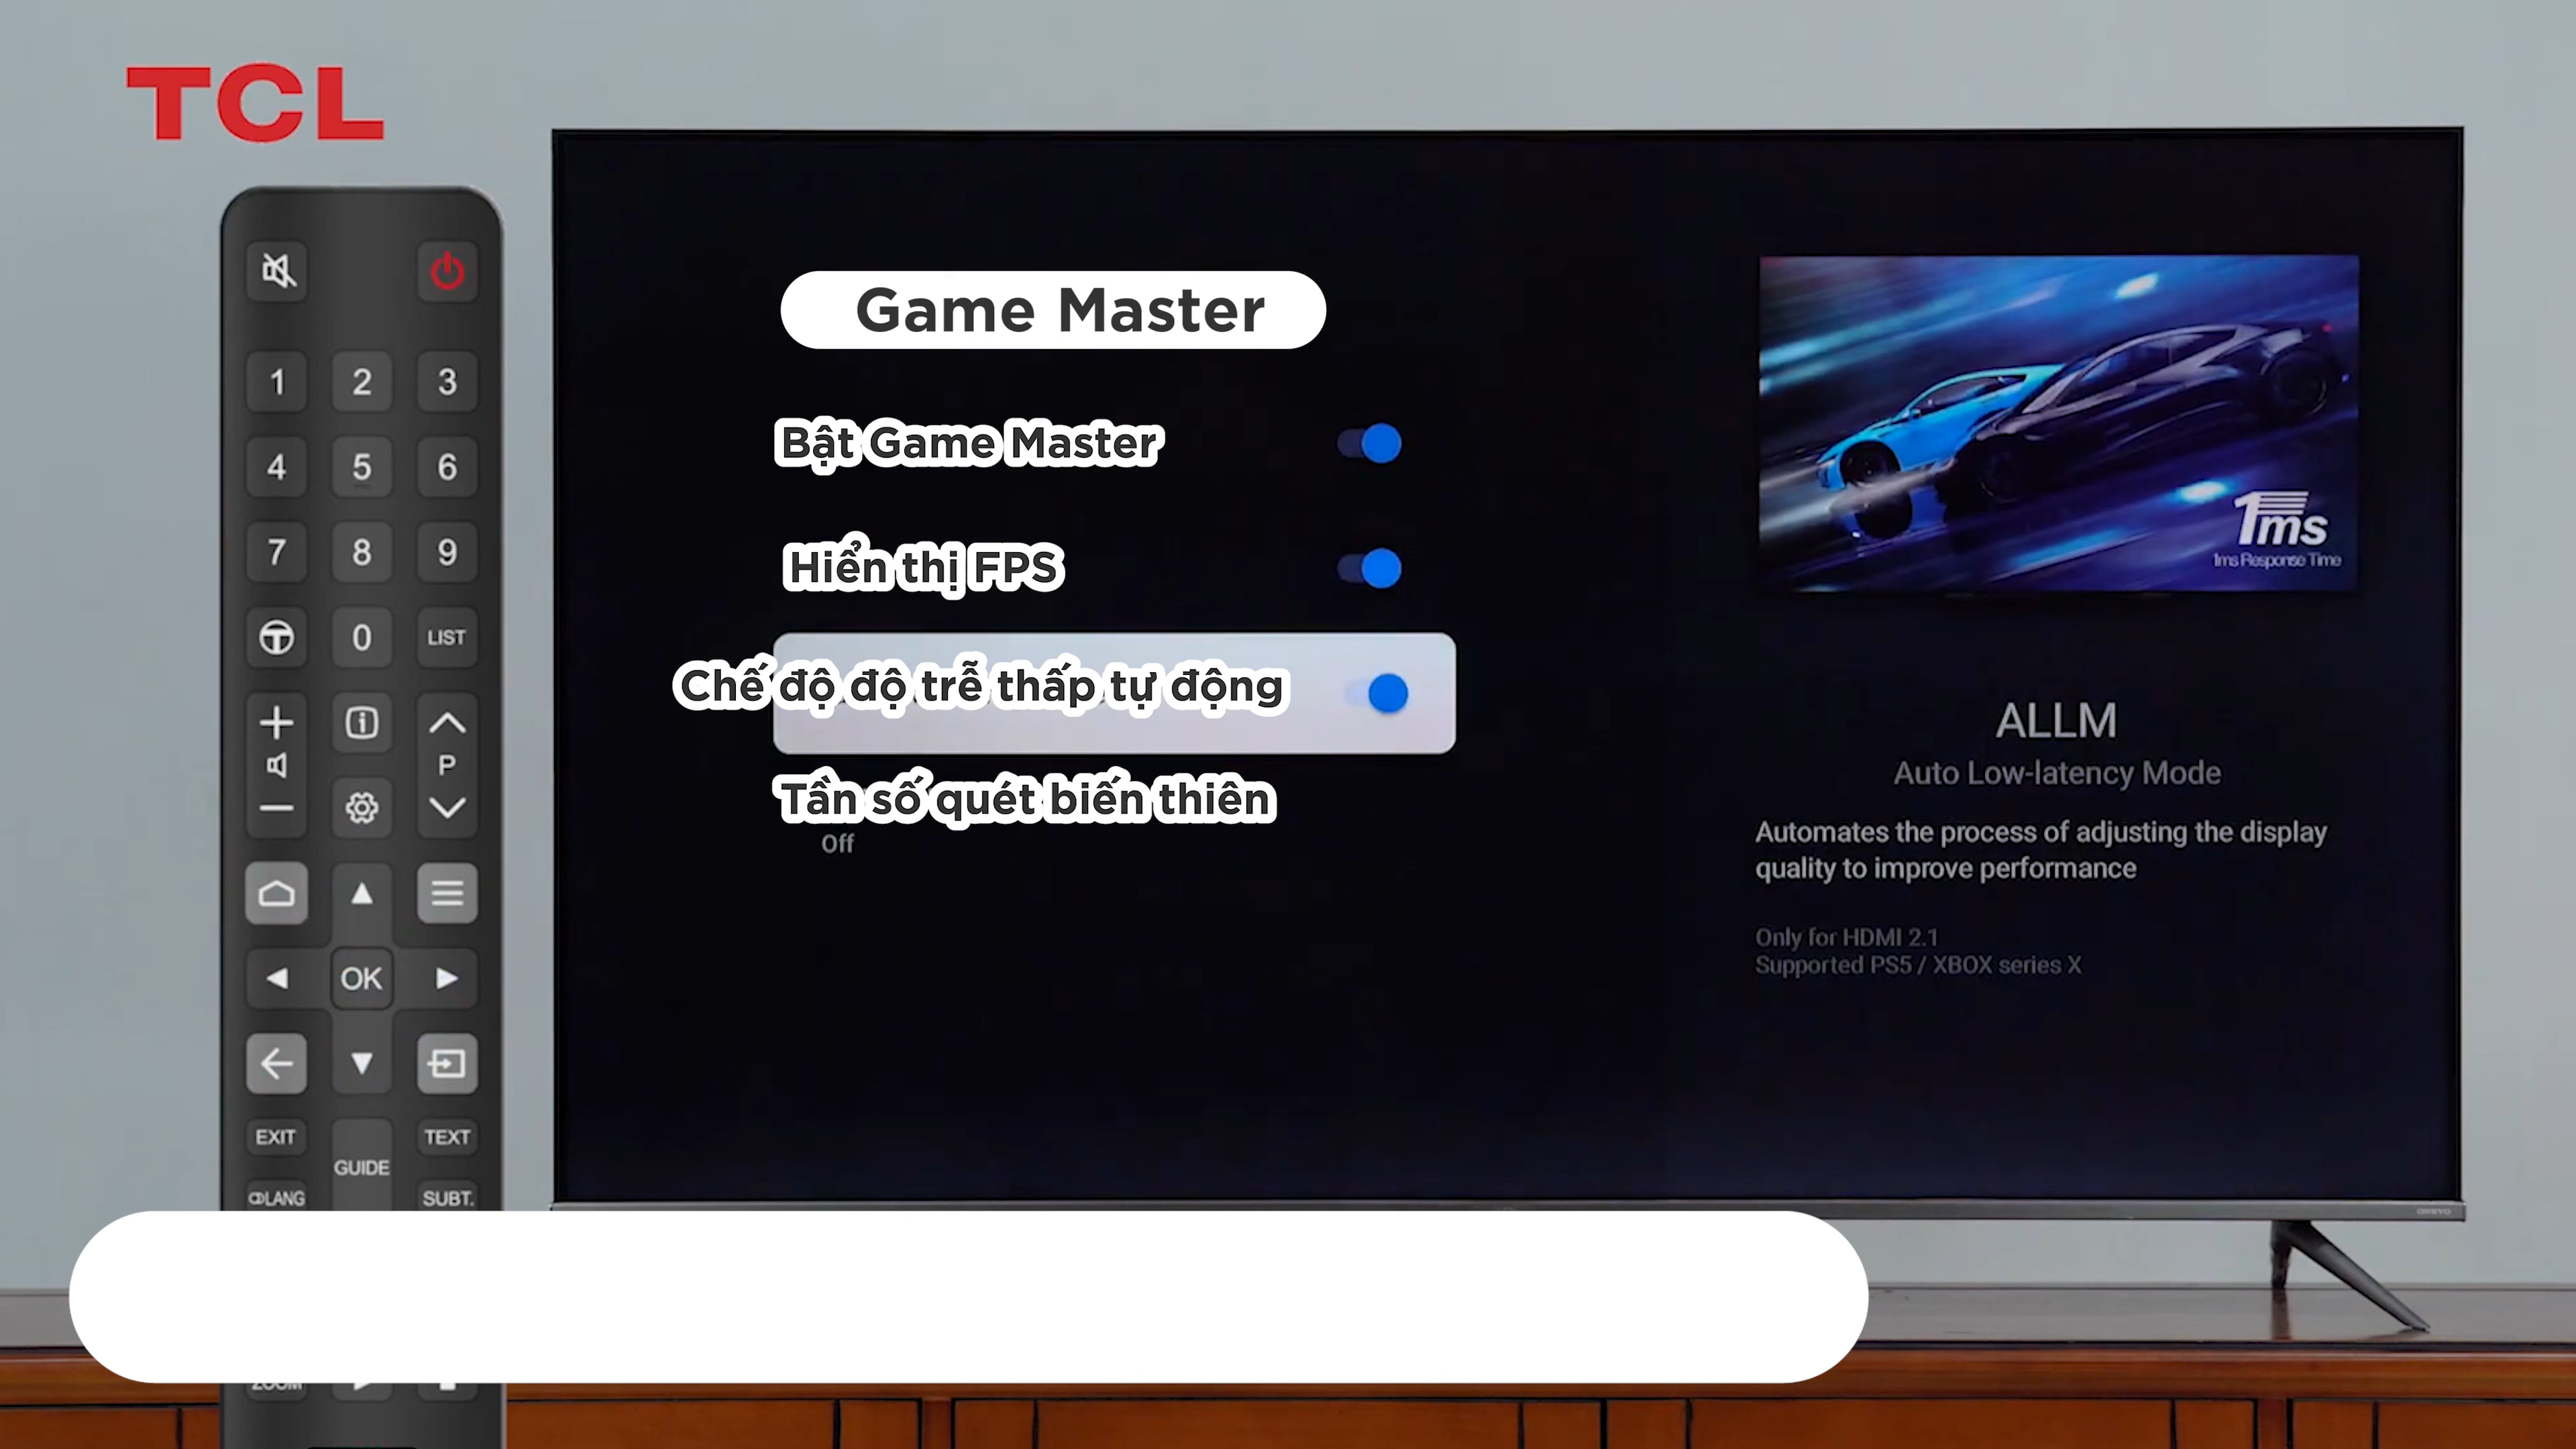 TCL
Game Master
Bật Game Master
Hiển thị FPS
Chế độ độ trễ thấp tự động
Tần số quét biến thiên
Off
1ms
1ms Response Time
ALLM
Auto Low-latency Mode
Automates the process of adjusting the display
quality to improve performance
Only for HDMI 2.1
Supported PS5 / XBOX series X
ONKYO
1 2 3
4 5 6
7 8 9
0 LIST
P
OK
EXIT TEXT
GUIDE
LANG SUBT.
ZOOM